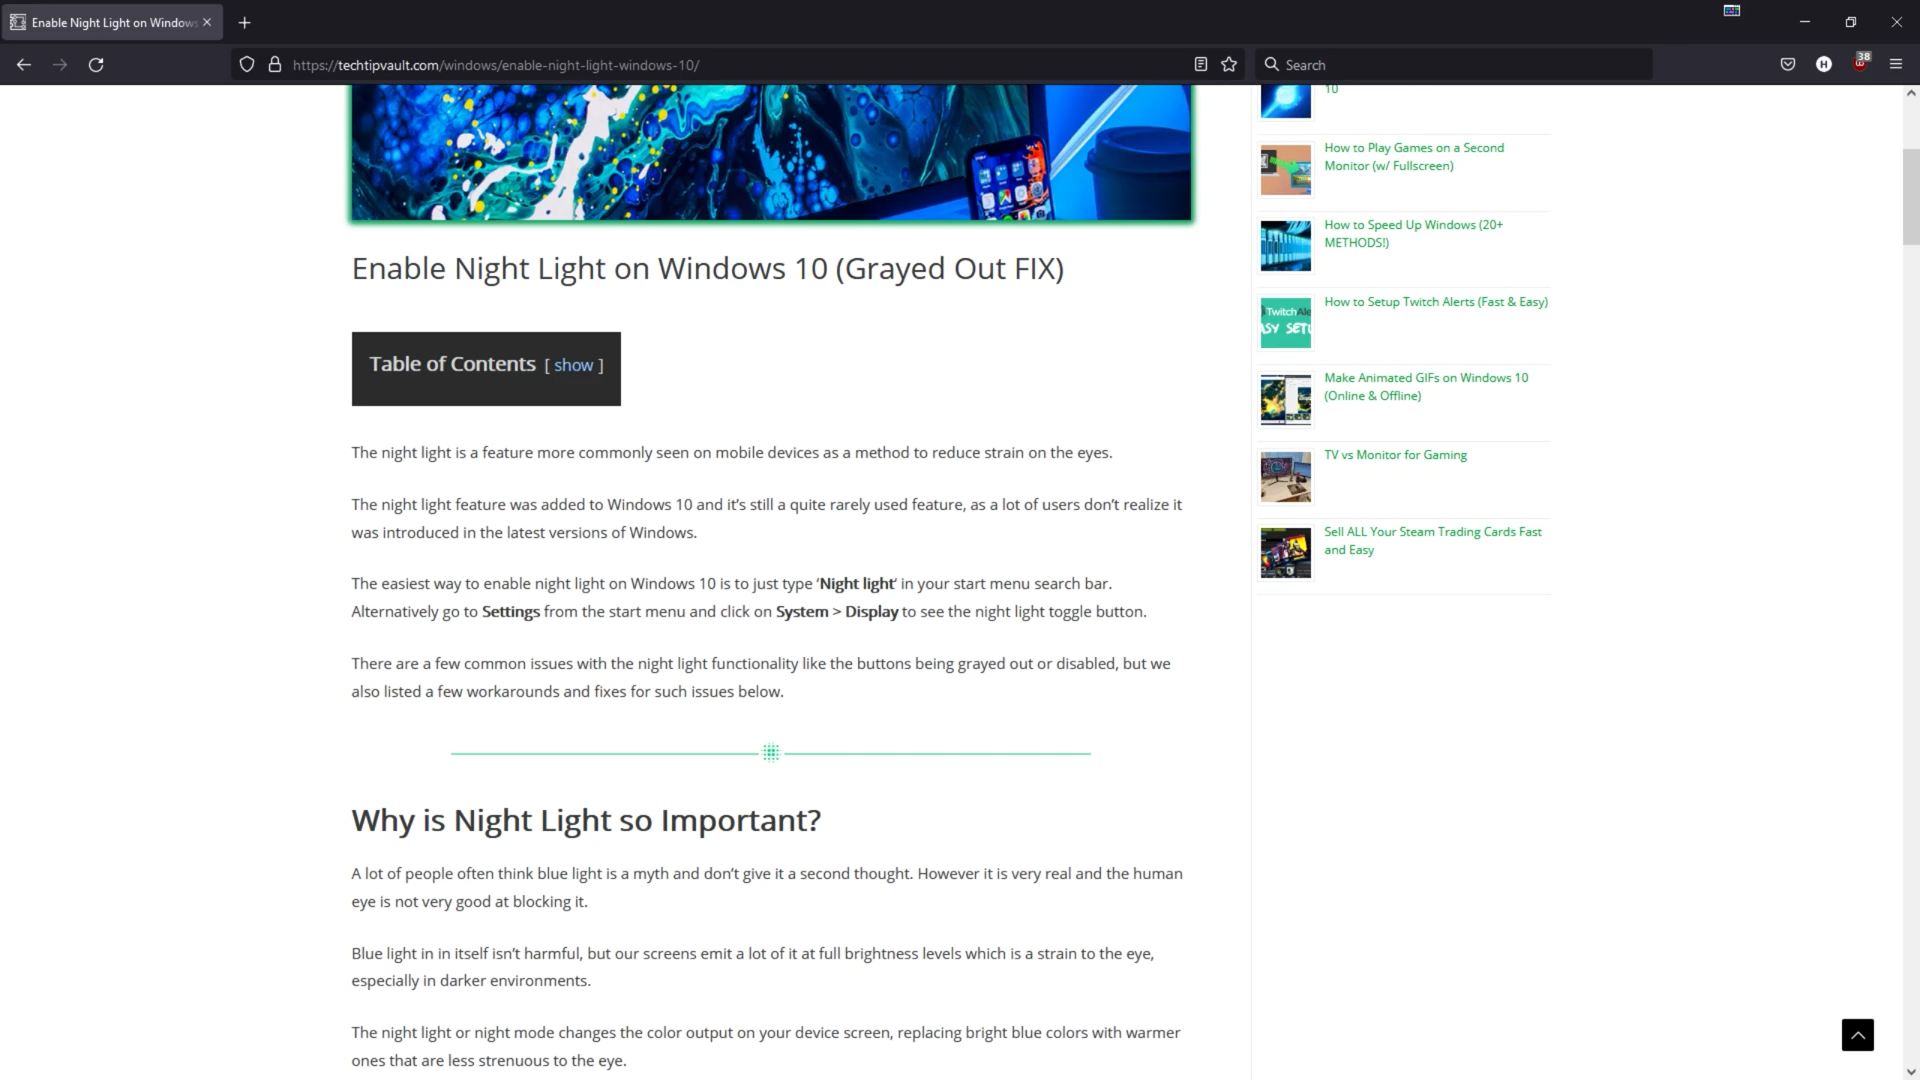 Enable Night Light on Windows
https://techtipvault.com/windows/enable-night-light-windows-10/
Search
H
38
10
How to Play Games on a Second
Monitor (w/ Fullscreen)
How to Speed Up Windows (20+
METHODS!)
How to Setup Twitch Alerts (Fast & Easy)
Make Animated GIFs on Windows 10
(Online & Offline)
TV vs Monitor for Gaming
Sell ALL Your Steam Trading Cards Fast
and Easy
Enable Night Light on Windows 10 (Grayed Out FIX)
Table of Contents [ show ]
The night light is a feature more commonly seen on mobile devices as a method to reduce strain on the eyes.
The night light feature was added to Windows 10 and it’s still a quite rarely used feature, as a lot of users don’t realize it
was introduced in the latest versions of Windows.
The easiest way to enable night light on Windows 10 is to just type ‘Night light‘ in your start menu search bar.
Alternatively go to Settings from the start menu and click on System > Display to see the night light toggle button.
There are a few common issues with the night light functionality like the buttons being grayed out or disabled, but we
also listed a few workarounds and fixes for such issues below.
Why is Night Light so Important?
A lot of people often think blue light is a myth and don’t give it a second thought. However it is very real and the human
eye is not very good at blocking it.
Blue light in in itself isn’t harmful, but our screens emit a lot of it at full brightness levels which is a strain to the eye,
especially in darker environments.
The night light or night mode changes the color output on your device screen, replacing bright blue colors with warmer
ones that are less strenuous to the eye.